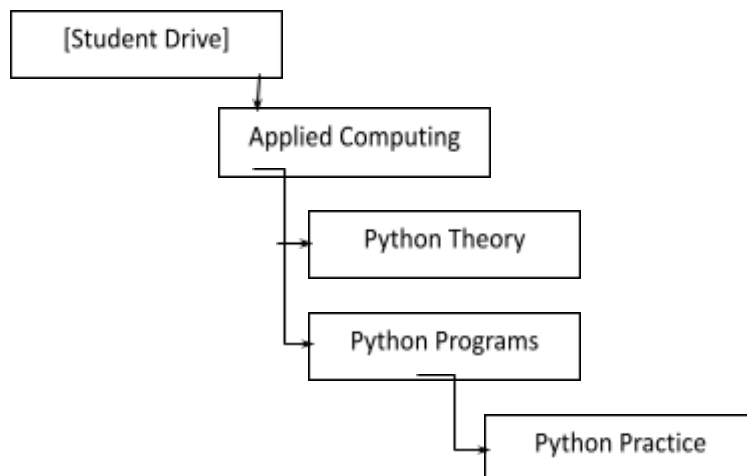 [Student Drive]
Applied Computing
Python Theory
Python Programs
Python Practice